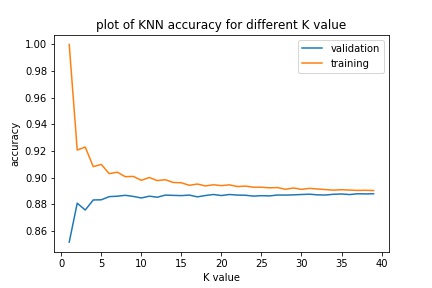 plot of KNN accuracy for different K value
validation
training
accuracy
1.00
0.98
0.96
0.94
0.92
0.90
0.88
0.86
0 5 10 15 20 25 30 35 40
K value